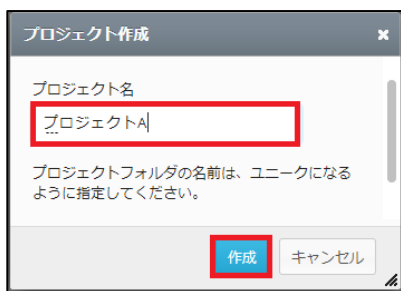 プロジェクト作成
プロジェクト名
プロジェクトA
プロジェクトフォルダの名前は、ユニークになる
ように指定してください。
作成 キャンセル